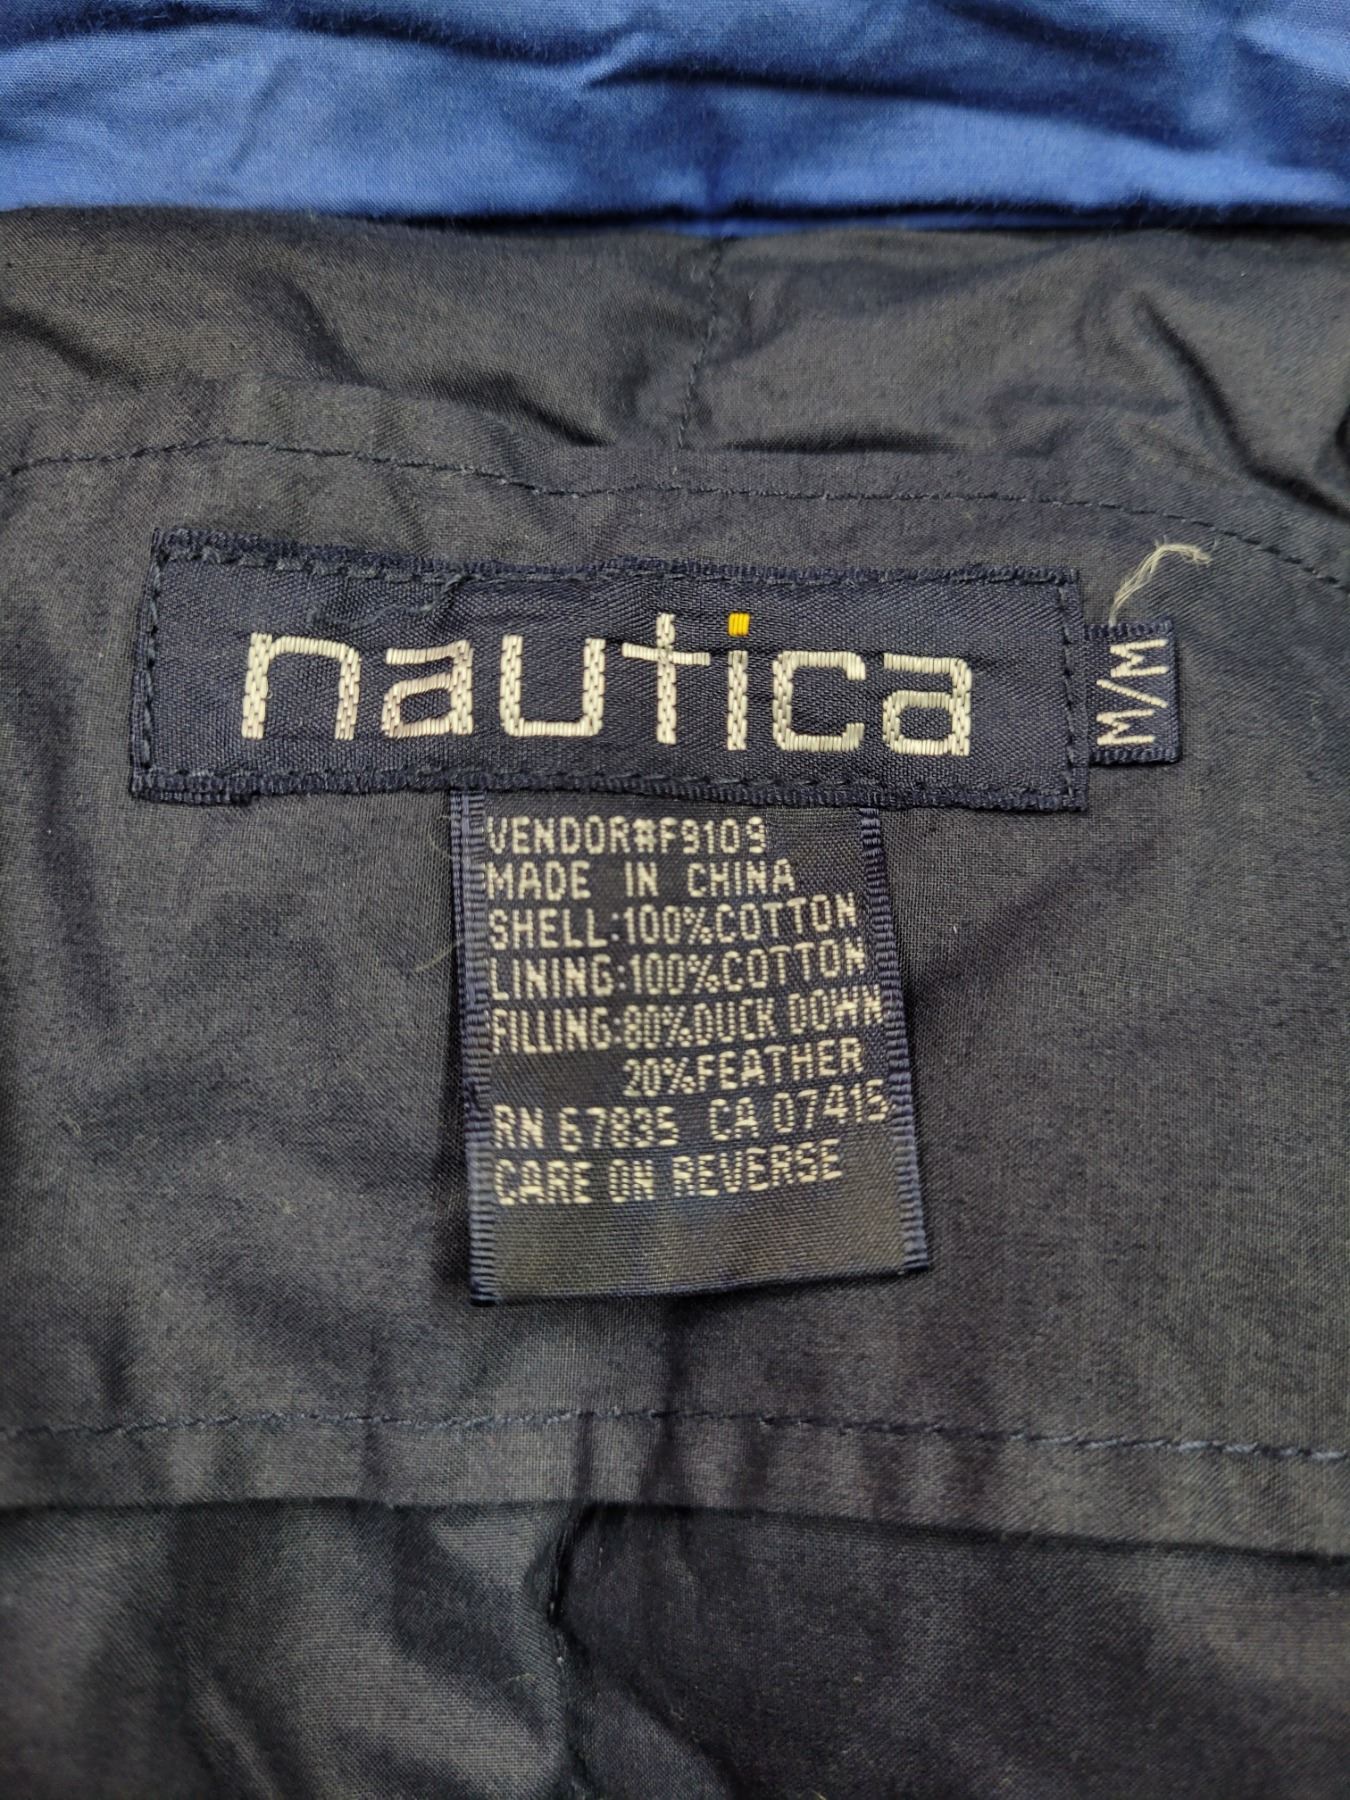 nautica
M/M
VENDOR#F9109
MADE IN CHINA
SHELL:100%COTTON
LINING:100%COTTON
FILLING:80%DUCK DOWN
20%FEATHER
RN 67835 CA 07415
CARE ON REVERSE